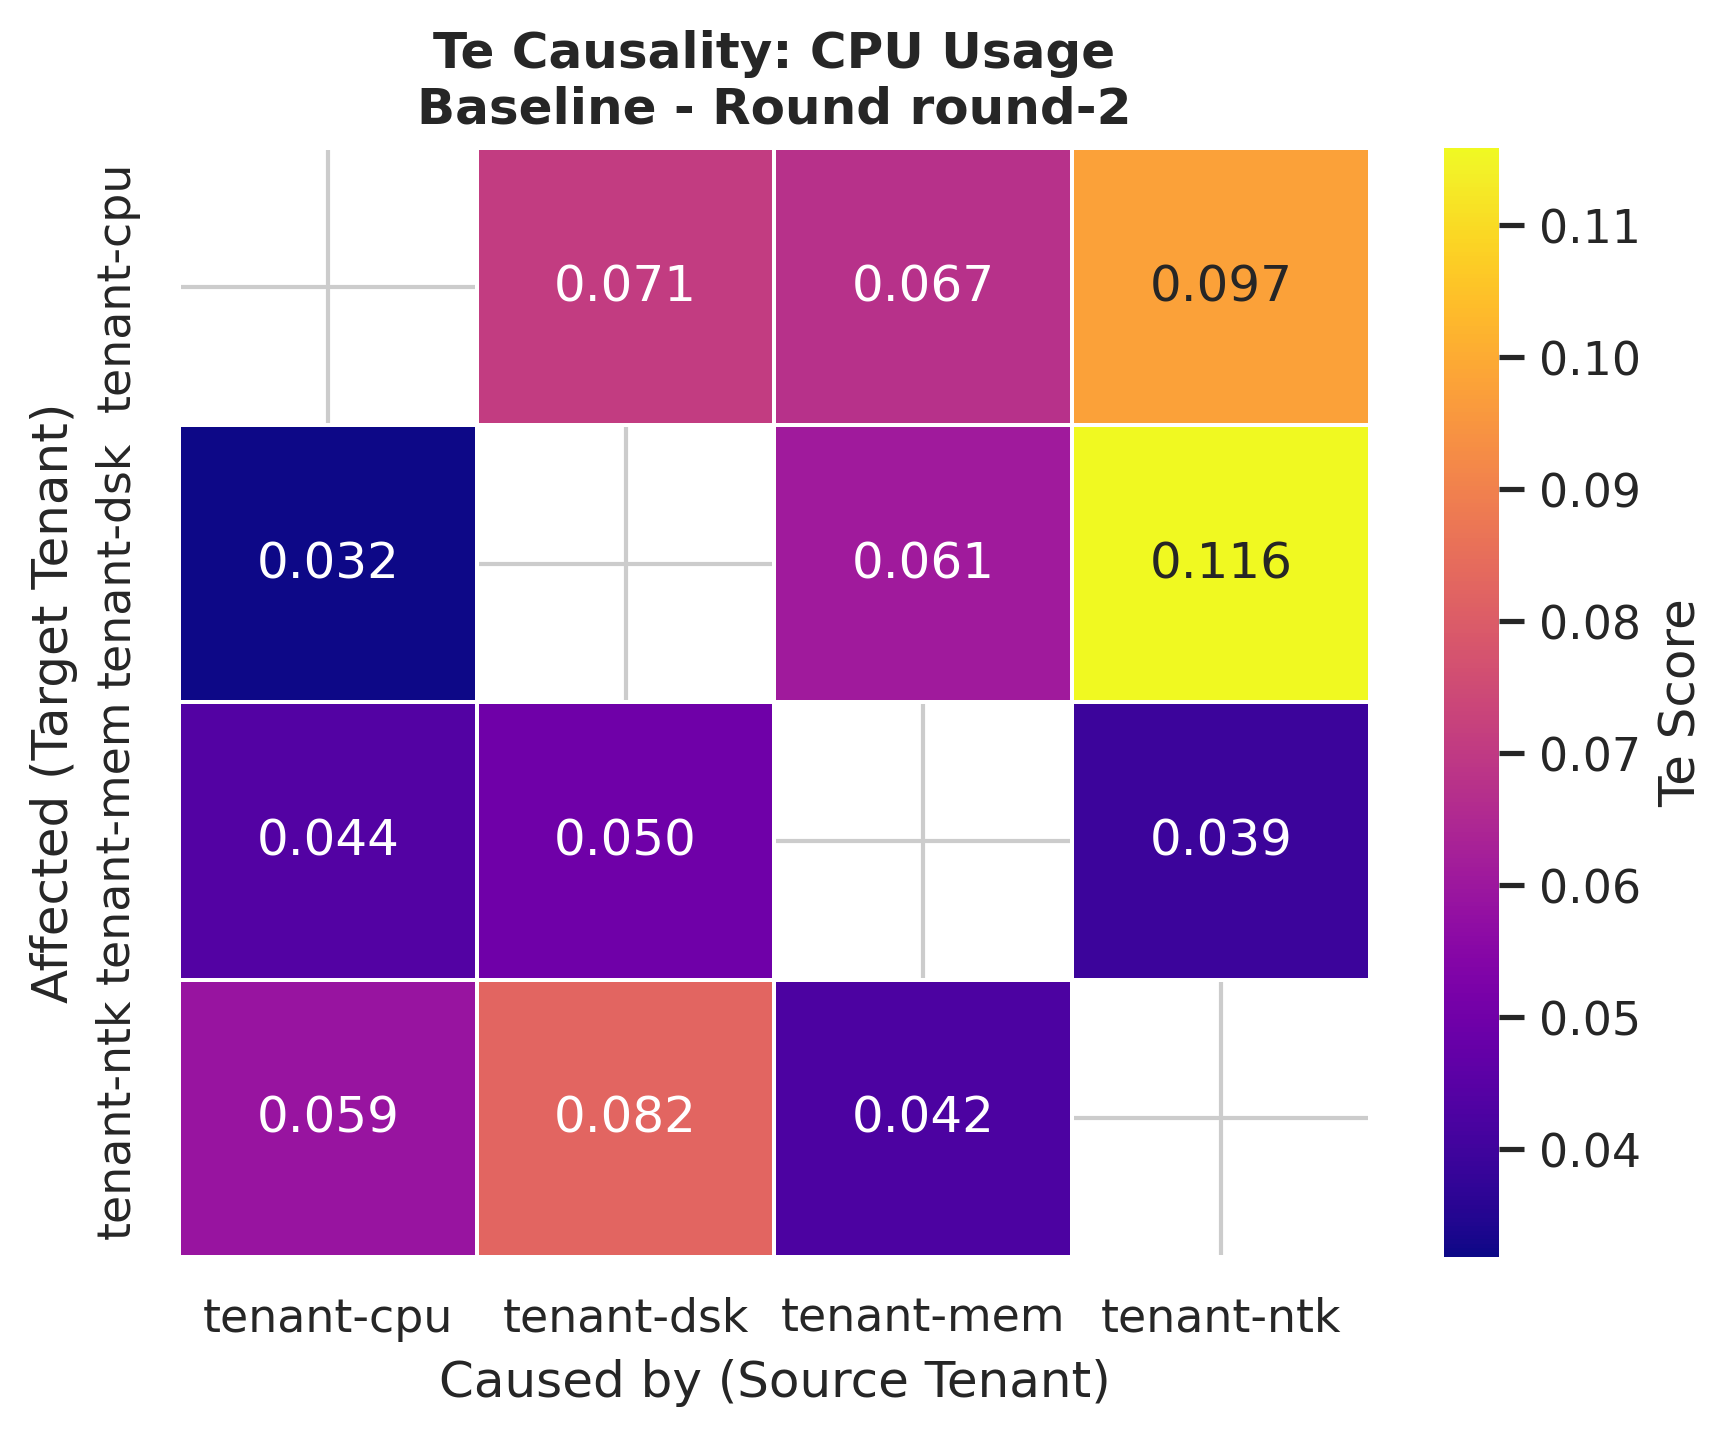 Te Causality: CPU Usage
Baseline - Round round-2
Affected (Target Tenant)
tenant-cpu
0.071 0.067 0.097
tenant-dsk
0.032 0.061 0.116
tenant-mem
0.044 0.050 0.039
tenant-ntk
0.059 0.082 0.042
tenant-cpu tenant-dsk tenant-mem tenant-ntk
Caused by (Source Tenant)
0.11
0.10
0.09
0.08
0.07
0.06
0.05
0.04
Te Score